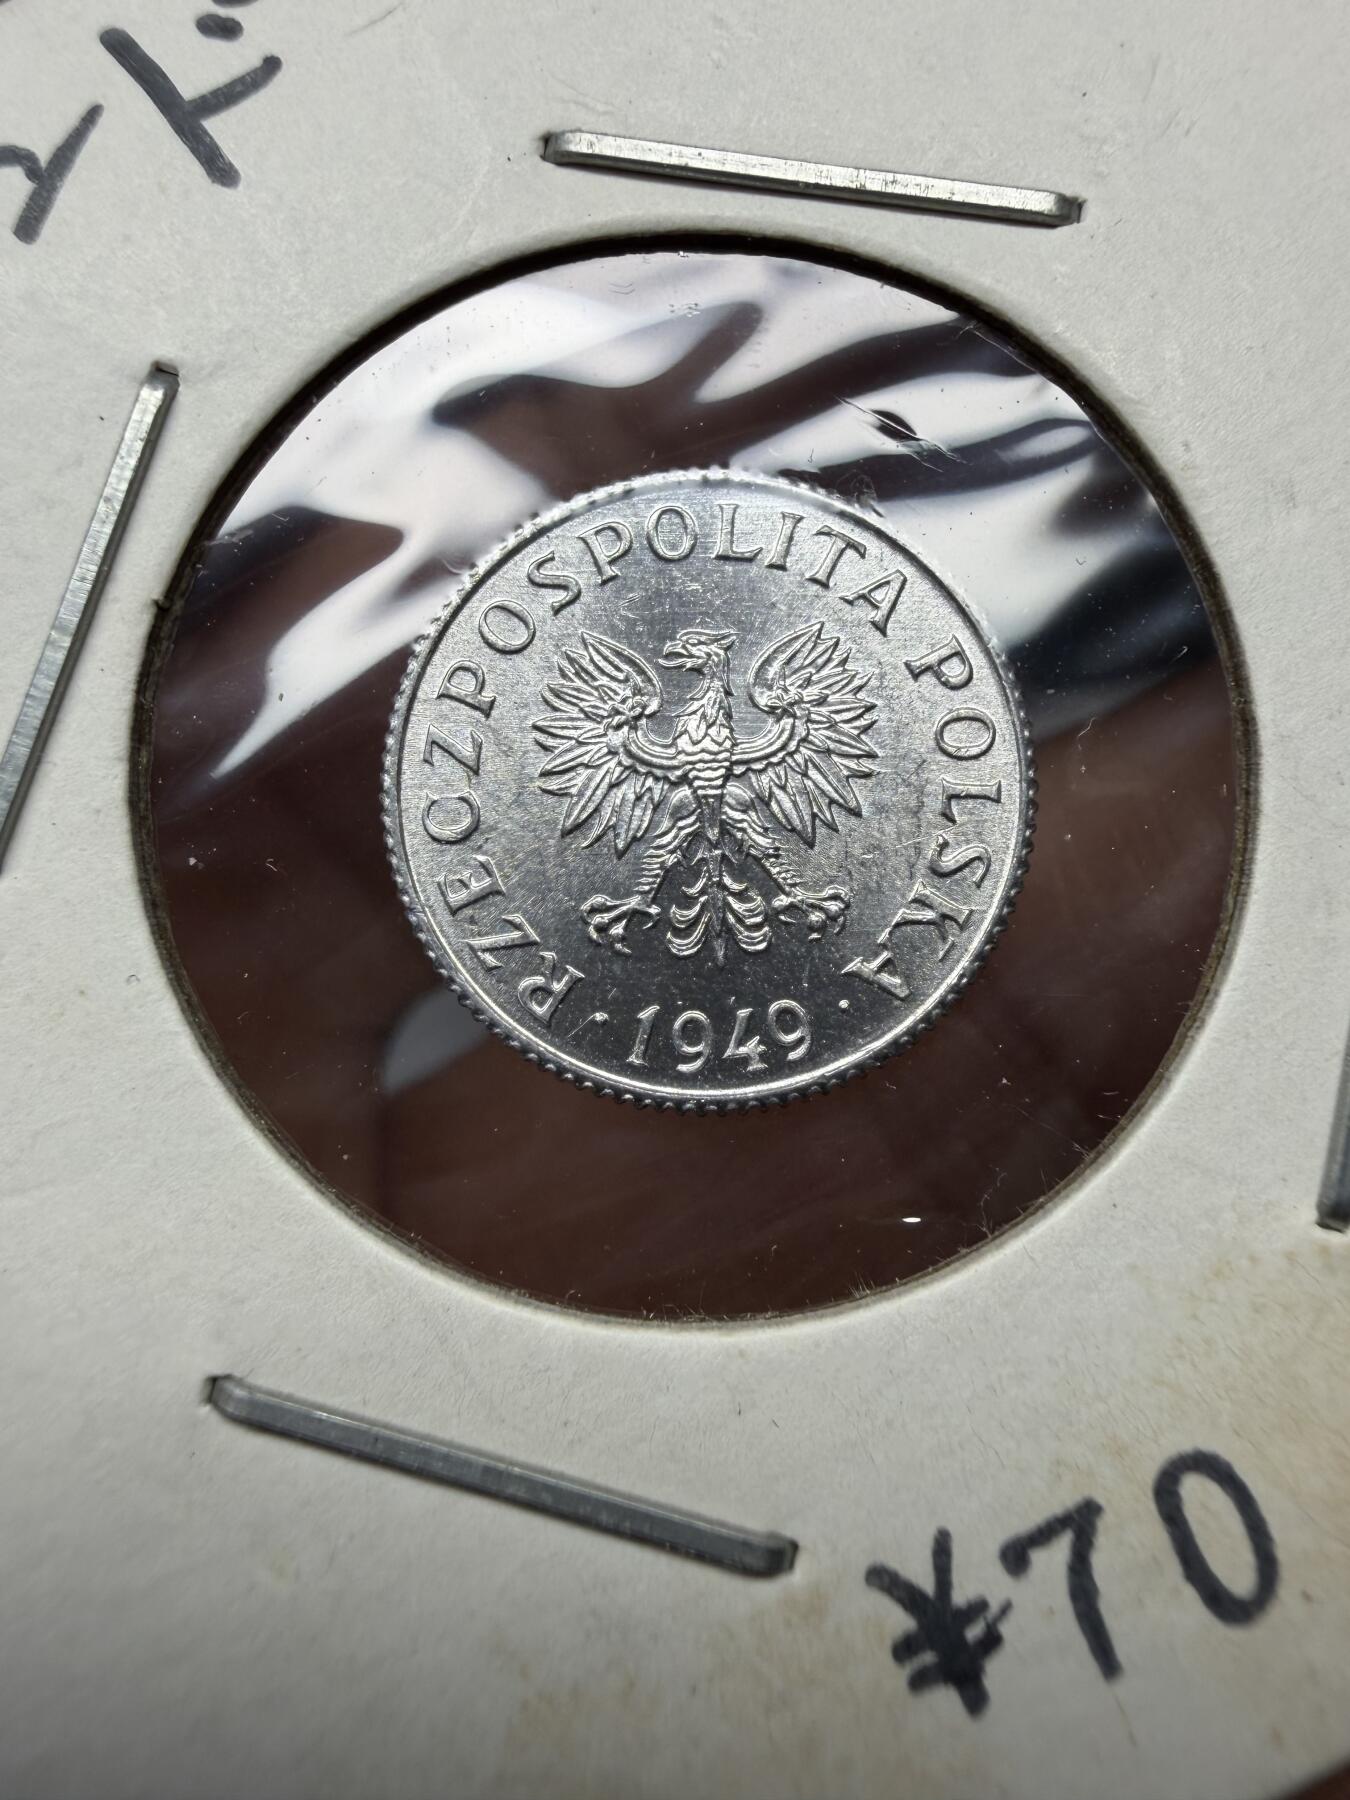 RZECZPOSPOLITA POLSKA
· 1949 ·
¥70